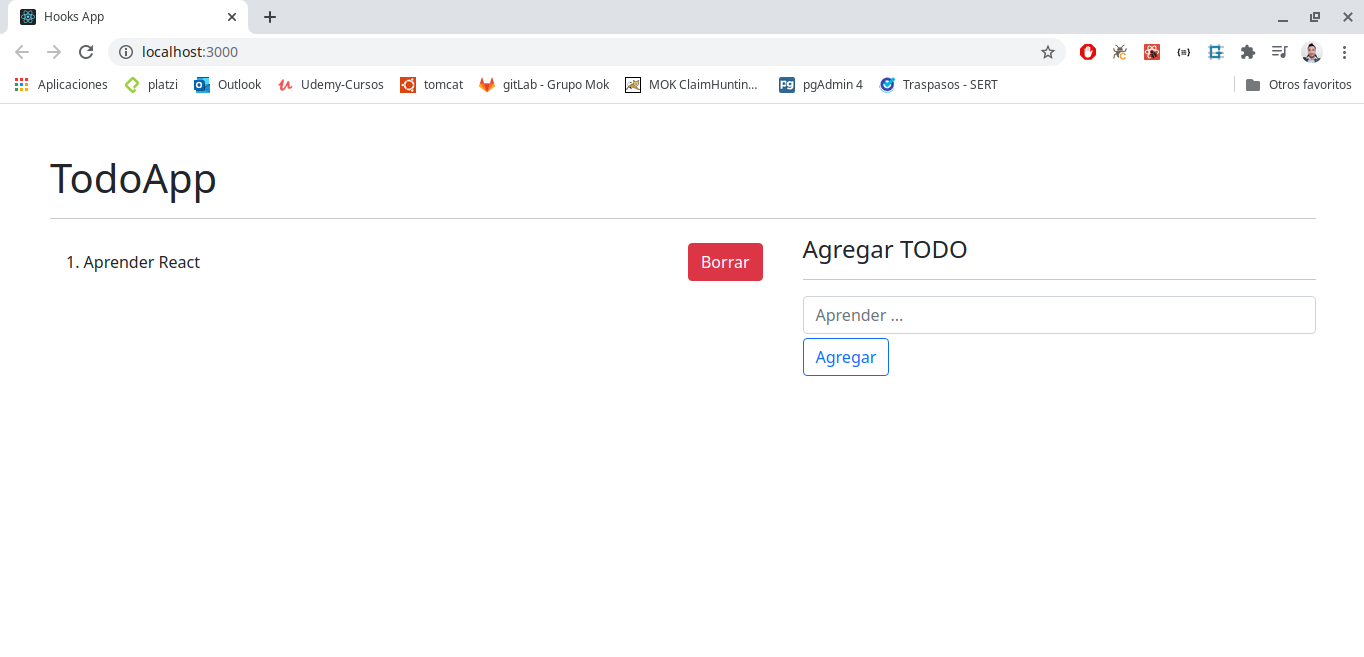 Hooks App
localhost:3000
Aplicaciones platzi Outlook Udemy-Cursos tomcat gitLab - Grupo Mok MOK ClaimHuntin... pgAdmin 4 Traspasos - SERT Otros favoritos
TodoApp
1. Aprender React
Borrar
Agregar TODO
Aprender ...
Agregar